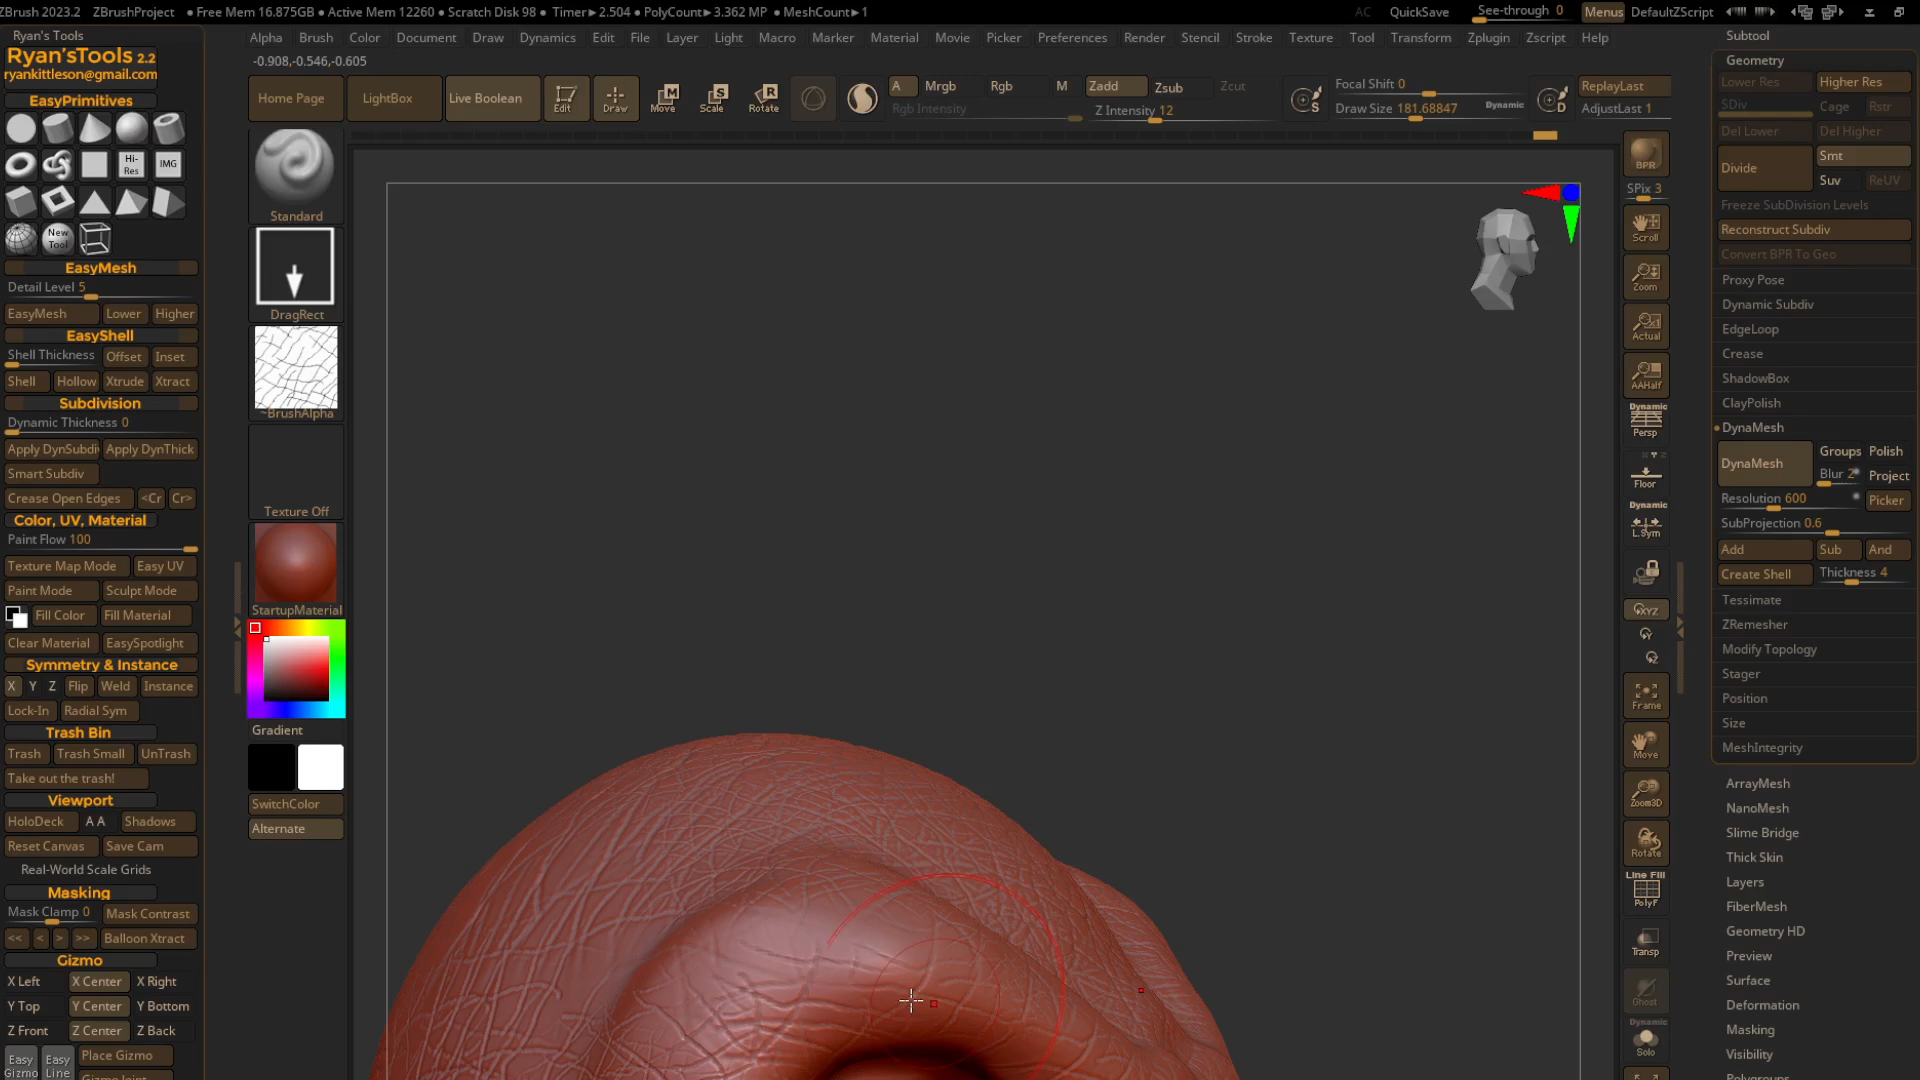 ZBrush 2023.2 ZBrushProject ● Free Mem 16.875GB ● Active Mem 12260 ● Scratch Disk 98 ● Timer▶2.504 ● PolyCount▶3.362 MP ● MeshCount▶1 AC QuickSave See-through 0 Menus DefaultZScript
Ryan's Tools
Alpha Brush Color Document Draw Dynamics Edit File Layer Light Macro Marker Material Movie Picker Preferences Render Stencil Stroke Texture Tool Transform Zplugin Zscript Help
Ryan'sTools 2.2
ryankittleson@gmail.com
-0.908,-0.546,-0.605
Home Page LightBox Live Boolean Edit Draw Move Scale Rotate
A Mrgb Rgb M Zadd Zsub Zcut
Rgb Intensity Z Intensity 12
Focal Shift 0
Draw Size 181.68847 Dynamic
ReplayLast
AdjustLast 1
EasyPrimitives
Hi-Res IMG
New Tool
EasyMesh
Detail Level 5
EasyMesh Lower Higher
EasyShell
Shell Thickness Offset Inset
Shell Hollow Xtrude Xtract
Subdivision
Dynamic Thickness 0
Apply DynSubdiv Apply DynThick
Smart Subdiv
Crease Open Edges <Cr Cr>
Color, UV, Material
Paint Flow 100
Texture Map Mode Easy UV
Paint Mode Sculpt Mode
Fill Color Fill Material
Clear Material EasySpotlight
Symmetry & Instance
X Y Z Flip Weld Instance
Lock-In Radial Sym
Trash Bin
Trash Trash Small UnTrash
Take out the trash!
Viewport
HoloDeck A A Shadows
Reset Canvas Save Cam
Real-World Scale Grids
Masking
Mask Clamp 0 Mask Contrast
<< < > >> Balloon Xtract
Gizmo
X Left X Center X Right
Y Top Y Center Y Bottom
Z Front Z Center Z Back
Easy Gizmo Easy Line Place Gizmo
Gizmo Joint
Standard
DragRect
~BrushAlpha
Texture Off
StartupMaterial
Gradient
SwitchColor
Alternate
BPR
SPix 3
Scroll
Zoom
Actual
AAHalf
Dynamic
Persp
Floor
Dynamic
L.Sym
XYZ
Y
Z
Frame
Move
Zoom3D
Rotate
Line Fill
PolyF
Transp
Ghost
Dynamic
Solo
Subtool
Geometry
Lower Res Higher Res
SDiv Cage Rstr
Del Lower Del Higher
Divide Smt
Suv ReUV
Freeze SubDivision Levels
Reconstruct Subdiv
Convert BPR To Geo
Proxy Pose
Dynamic Subdiv
EdgeLoop
Crease
ShadowBox
ClayPolish
DynaMesh
DynaMesh Groups Polish
Blur 2 Project
Resolution 600 Picker
SubProjection 0.6
Add Sub And
Create Shell Thickness 4
Tessimate
ZRemesher
Modify Topology
Stager
Position
Size
MeshIntegrity
ArrayMesh
NanoMesh
Slime Bridge
Thick Skin
Layers
FiberMesh
Geometry HD
Preview
Surface
Deformation
Masking
Visibility
Polygroups